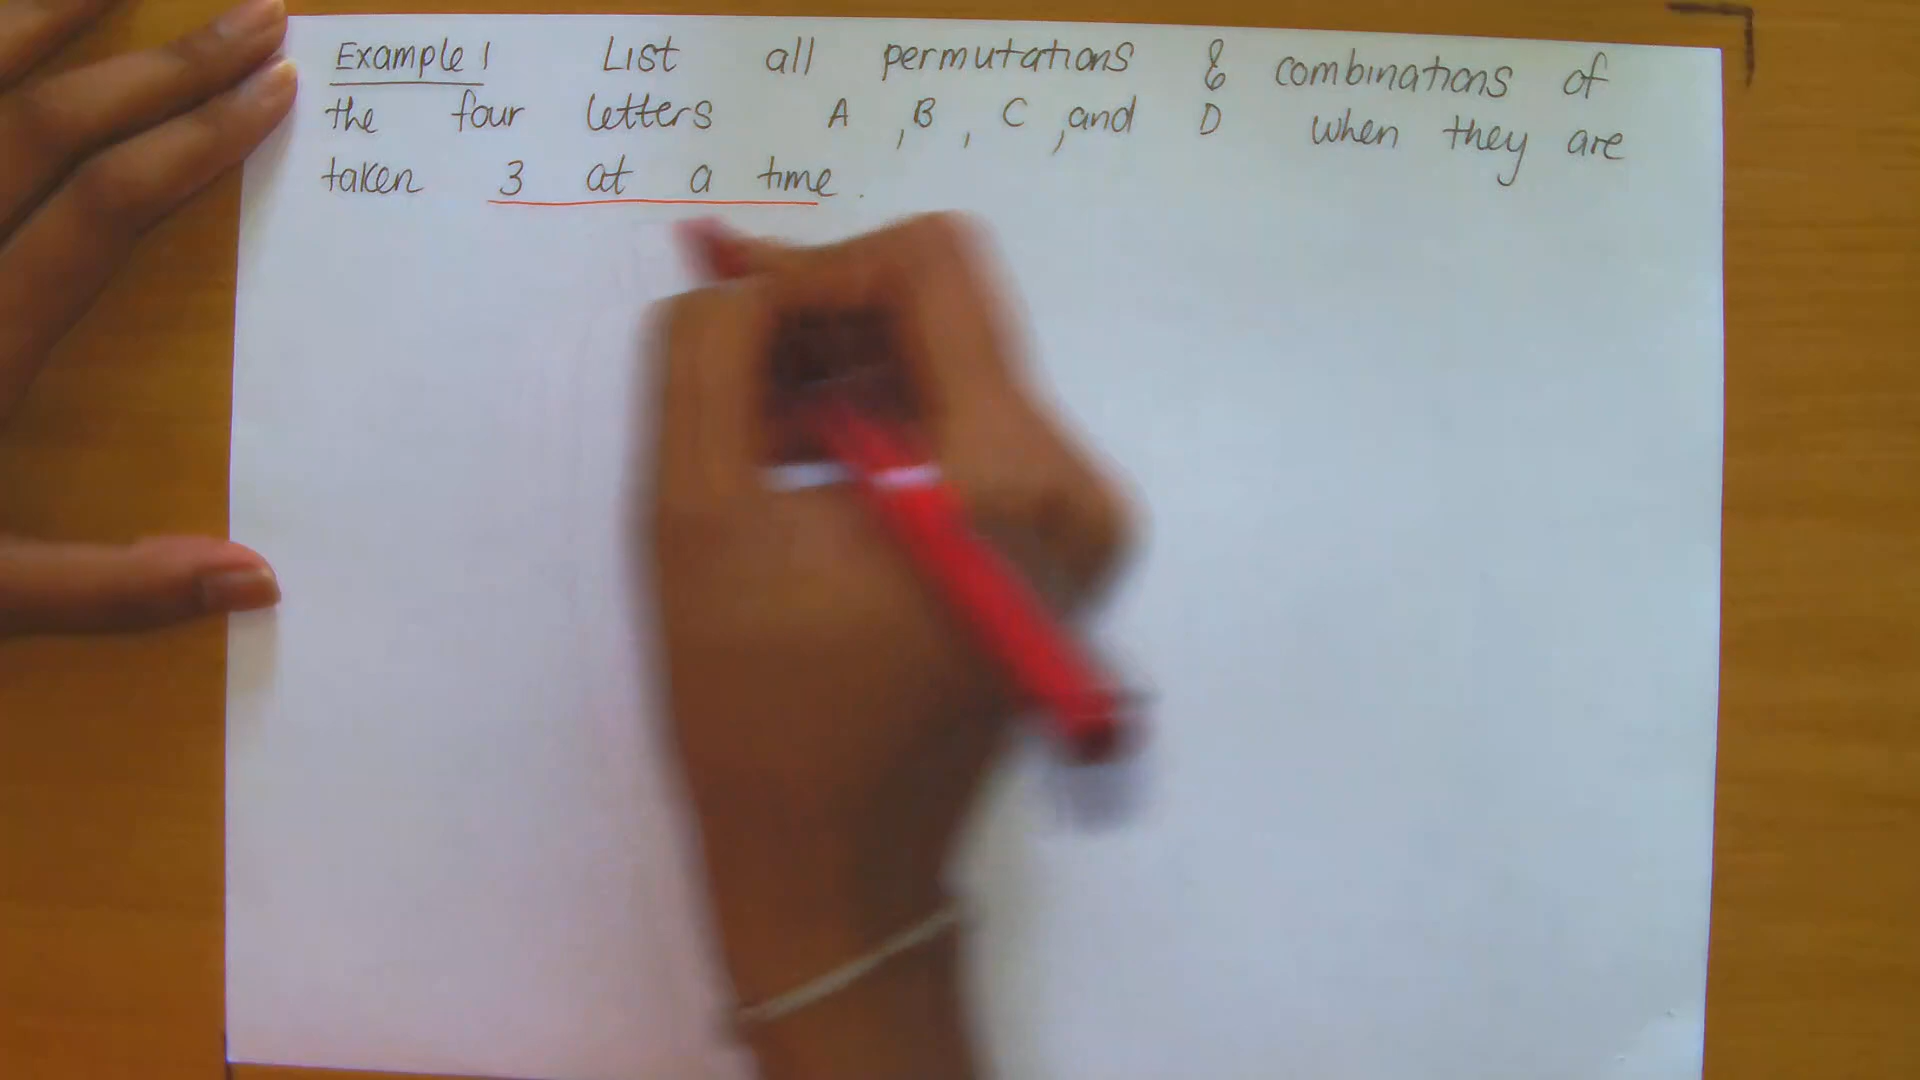 Example 1 List all permutations & combinations of
the four letters A, B, C, and D when they are
taken 3 at a time.